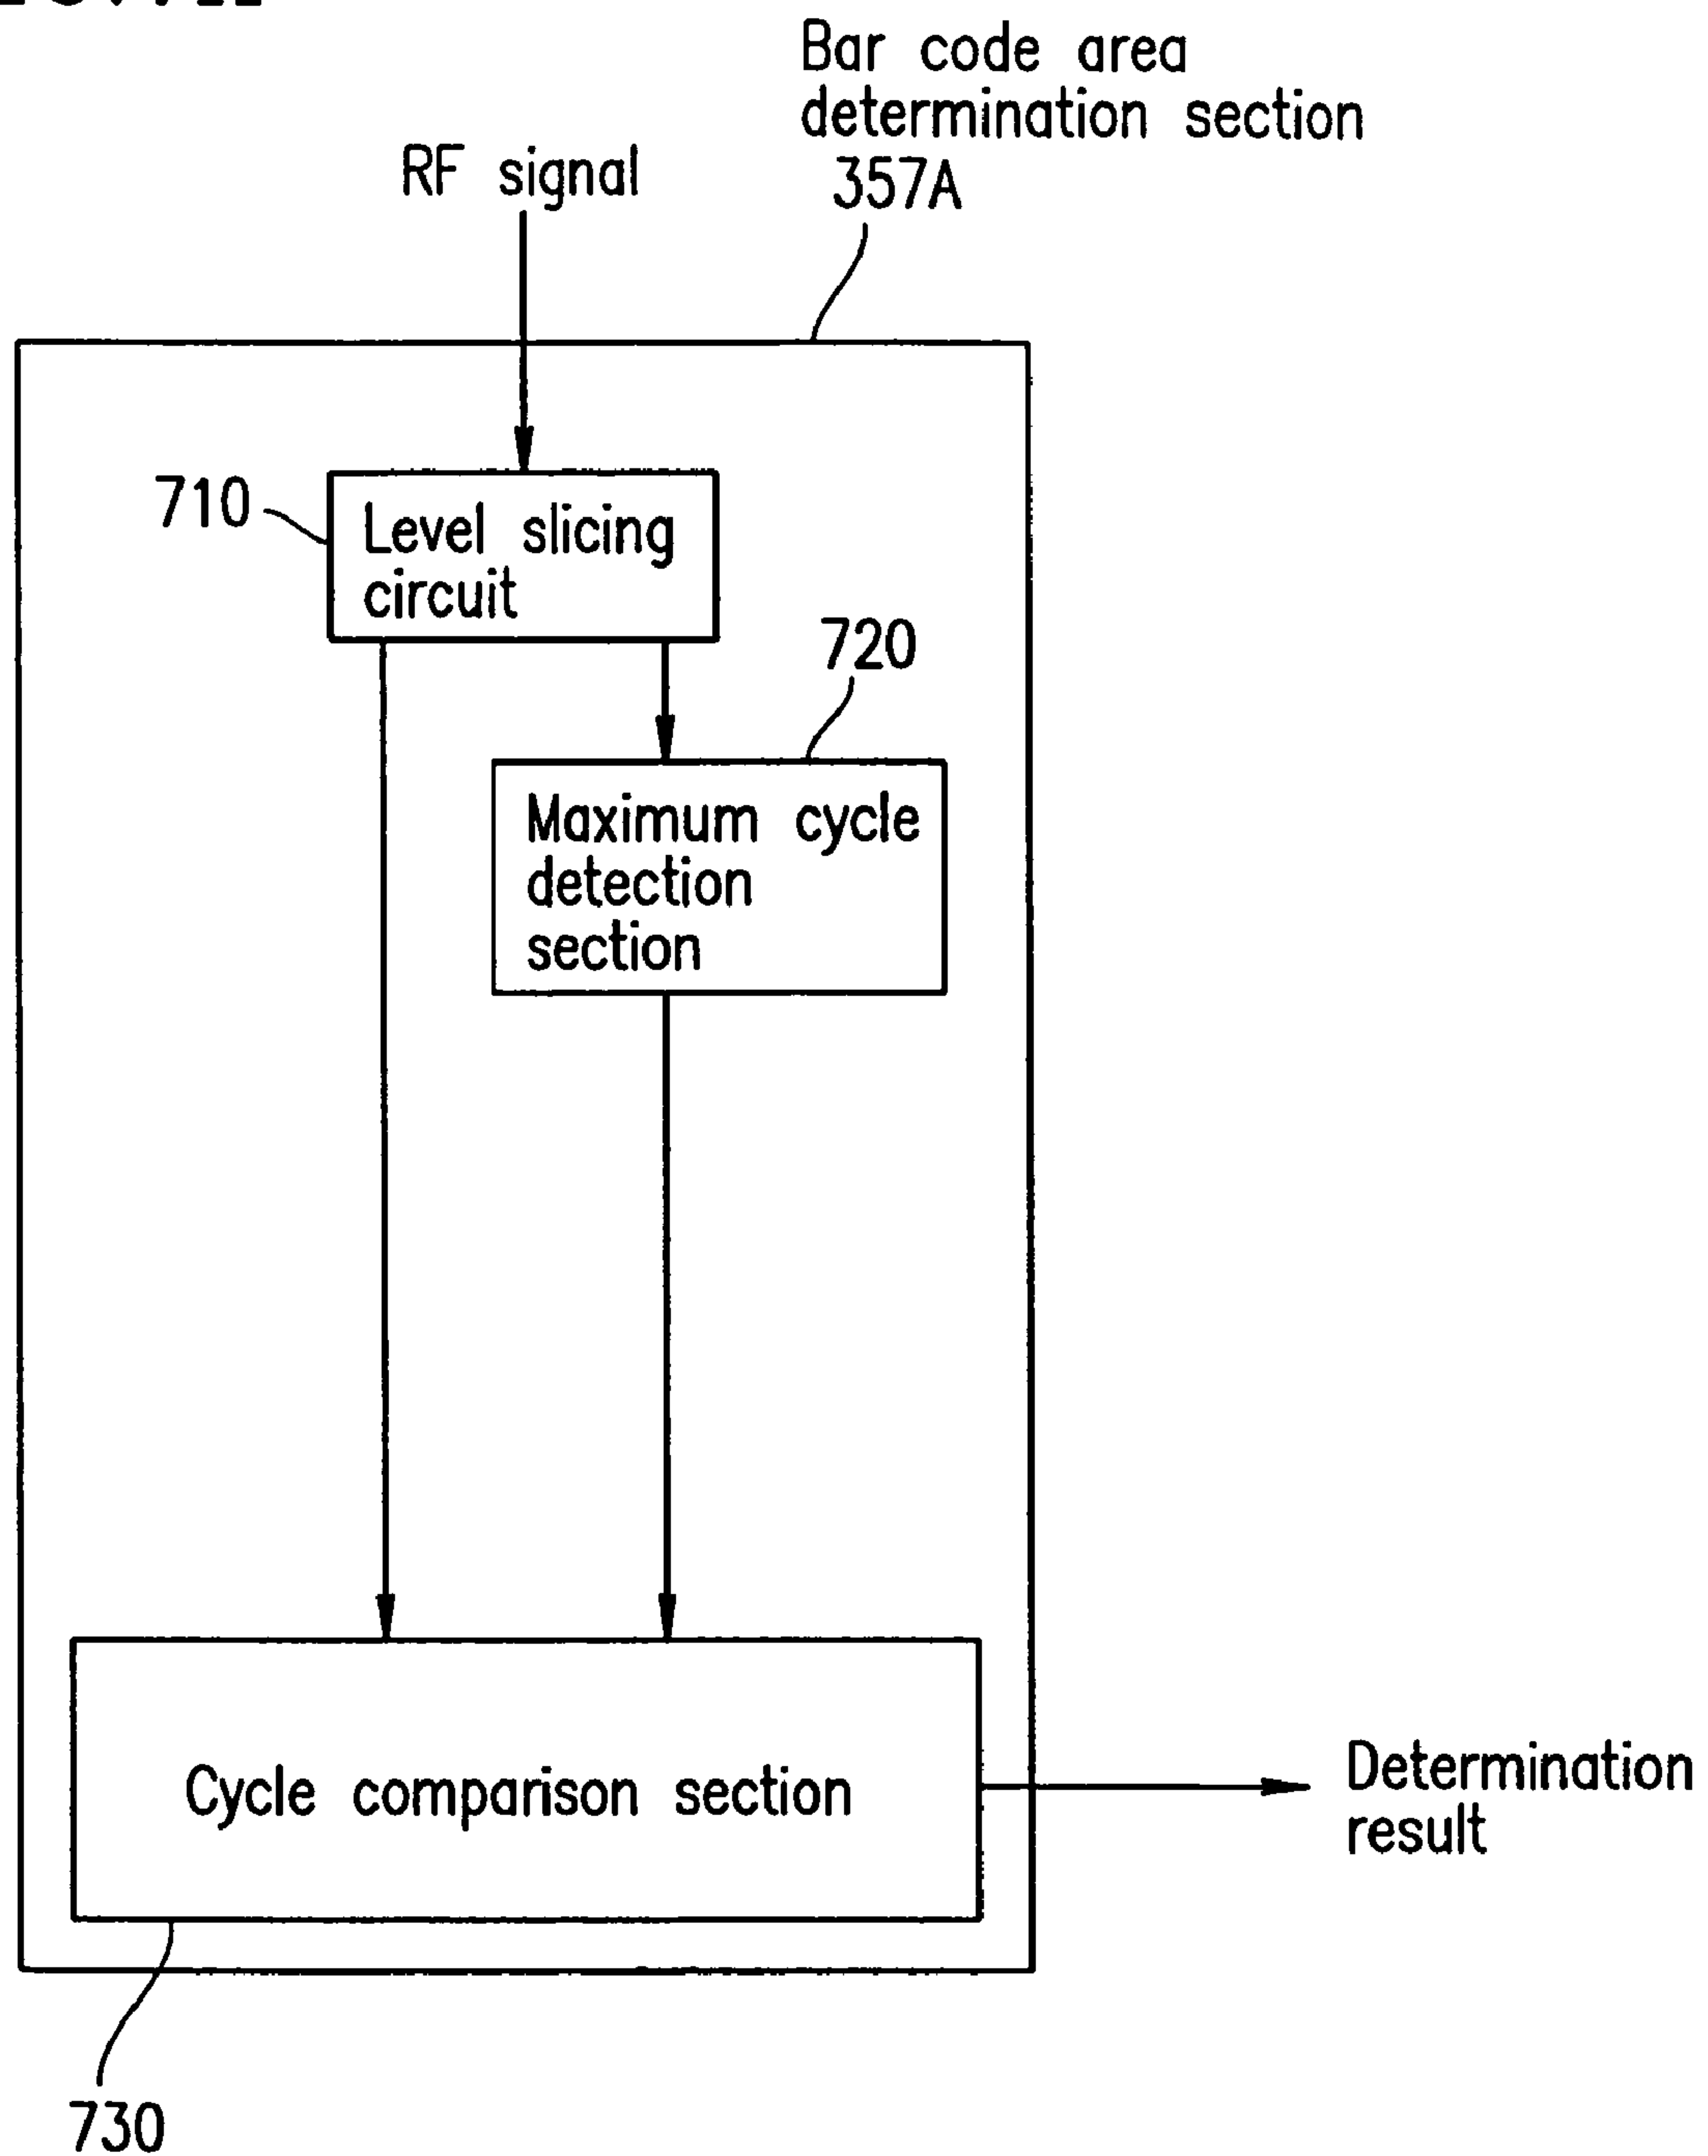 Bar code area
determination section
357A
RF signal
710
Level slicing
circuit
720
Maximum cycle
detection
section
Cycle comparison section
Determination
result
730